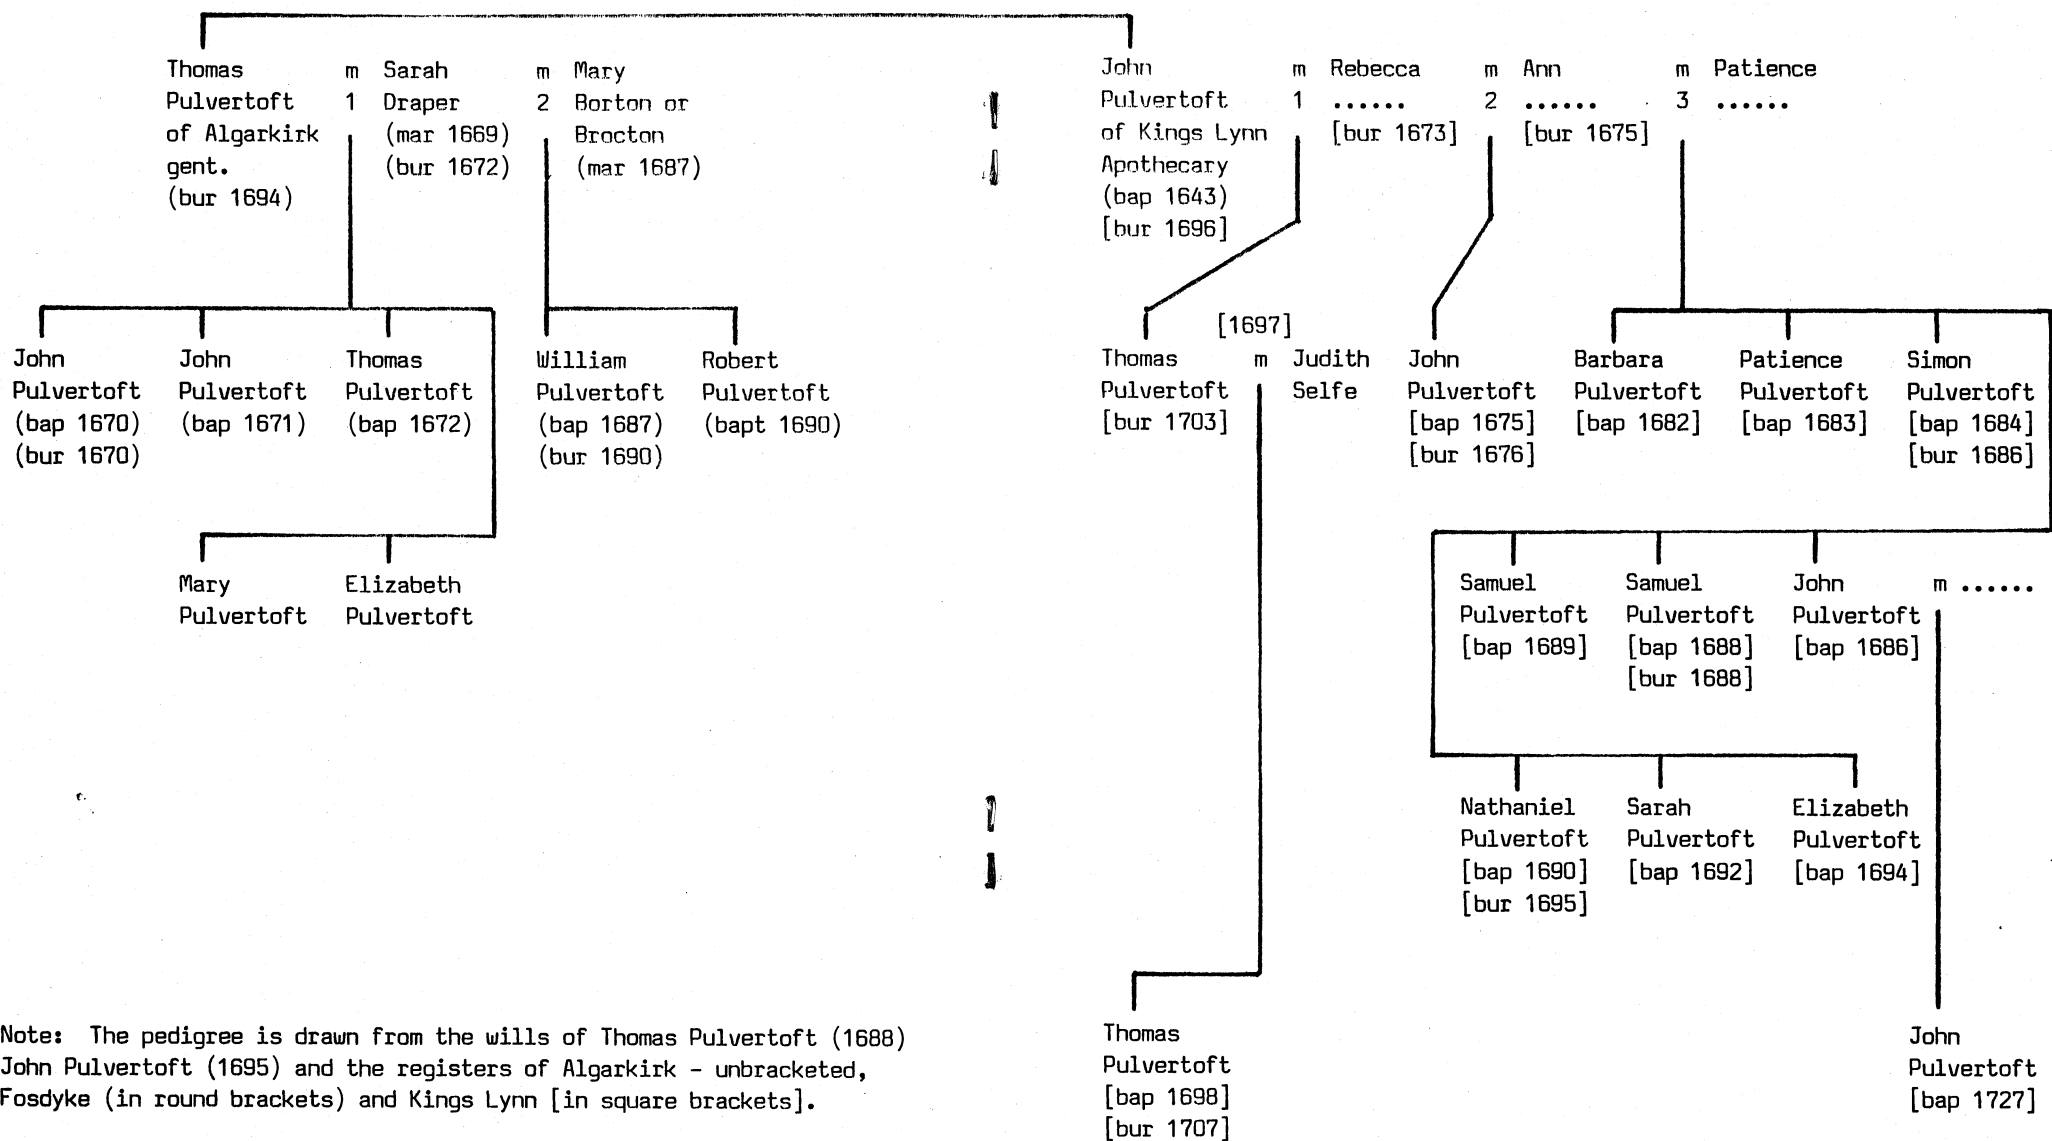 Thomas m Sarah m Mary
Pulvertoft 1 Draper 2 Borton or
of Algarkirk (mar 1669) Brocton
gent. (bur 1672) (mar 1687)
(bur 1694)
John m Rebecca m Ann m Patience
Pulvertoft 1 ...... 2 ...... 3 ......
of Kings Lynn [bur 1673] [bur 1675]
Apothecary
(bap 1643)
[bur 1696]
John John Thomas William Robert
Pulvertoft Pulvertoft Pulvertoft Pulvertoft Pulvertoft
(bap 1670) (bap 1671) (bap 1672) (bap 1687) (bapt 1690)
(bur 1670) (bur 1690)
[1697]
Thomas m Judith John Barbara Patience Simon
Pulvertoft Selfe Pulvertoft Pulvertoft Pulvertoft Pulvertoft
[bur 1703] [bap 1675] [bap 1682] [bap 1683] [bap 1684]
[bur 1676] [bur 1686]
Mary Elizabeth
Pulvertoft Pulvertoft
Samuel Samuel John m ......
Pulvertoft Pulvertoft Pulvertoft
[bap 1689] [bap 1688] [bap 1686]
[bur 1688]
Nathaniel Sarah Elizabeth
Pulvertoft Pulvertoft Pulvertoft
[bap 1690] [bap 1692] [bap 1694]
[bur 1695]
Thomas John
Pulvertoft Pulvertoft
[bap 1698] [bap 1727]
[bur 1707]
Note: The pedigree is drawn from the wills of Thomas Pulvertoft (1688)
John Pulvertoft (1695) and the registers of Algarkirk - unbracketed,
Fosdyke (in round brackets) and Kings Lynn [in square brackets].